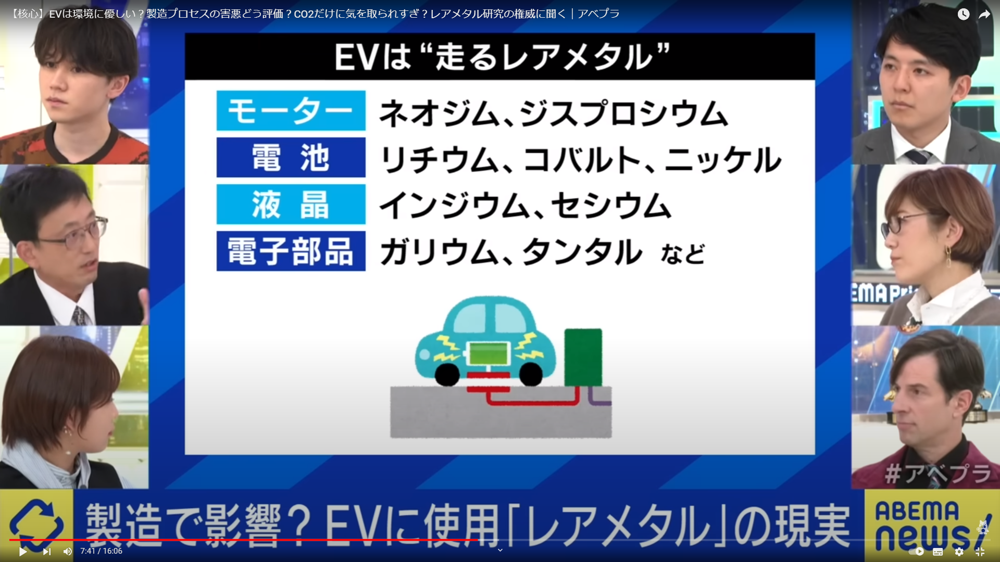 【核心】EVは環境に優しい？製造プロセスの害悪どう評価？CO2だけに気を取られすぎ？レアメタル研究の権威に聞く｜アベプラ
EVは“走るレアメタル”
モーター ネオジム、ジスプロシウム
電池 リチウム、コバルト、ニッケル
液晶 インジウム、セシウム
電子部品 ガリウム、タンタル など
EMA Pri
#アベプラ
製造で影響？EVに使用「レアメタル」の現実
ABEMA
news/
7:41 / 16:06